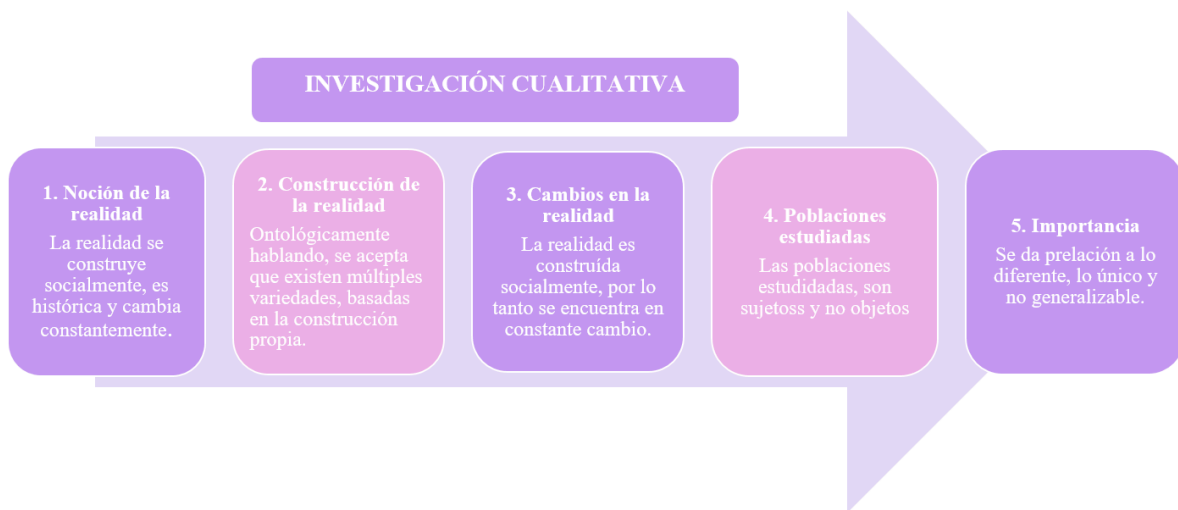 INVESTIGACIÓN CUALITATIVA
1. Noción de la
realidad
La realidad se
construye
socialmente, es
histórica y cambia
constantemente.
2. Construcción de
la realidad
Ontológicamente
hablando, se acepta
que existen múltiples
variedades, basadas
en la construcción
propia.
3. Cambios en la
realidad
La realidad es
construída
socialmente, por lo
tanto se encuentra en
constante cambio.
4. Poblaciones
estudiadas
Las poblaciones
estudidadas, son
sujetoss y no objetos
5. Importancia
Se da prelación a lo
diferente, lo único y
no generalizable.